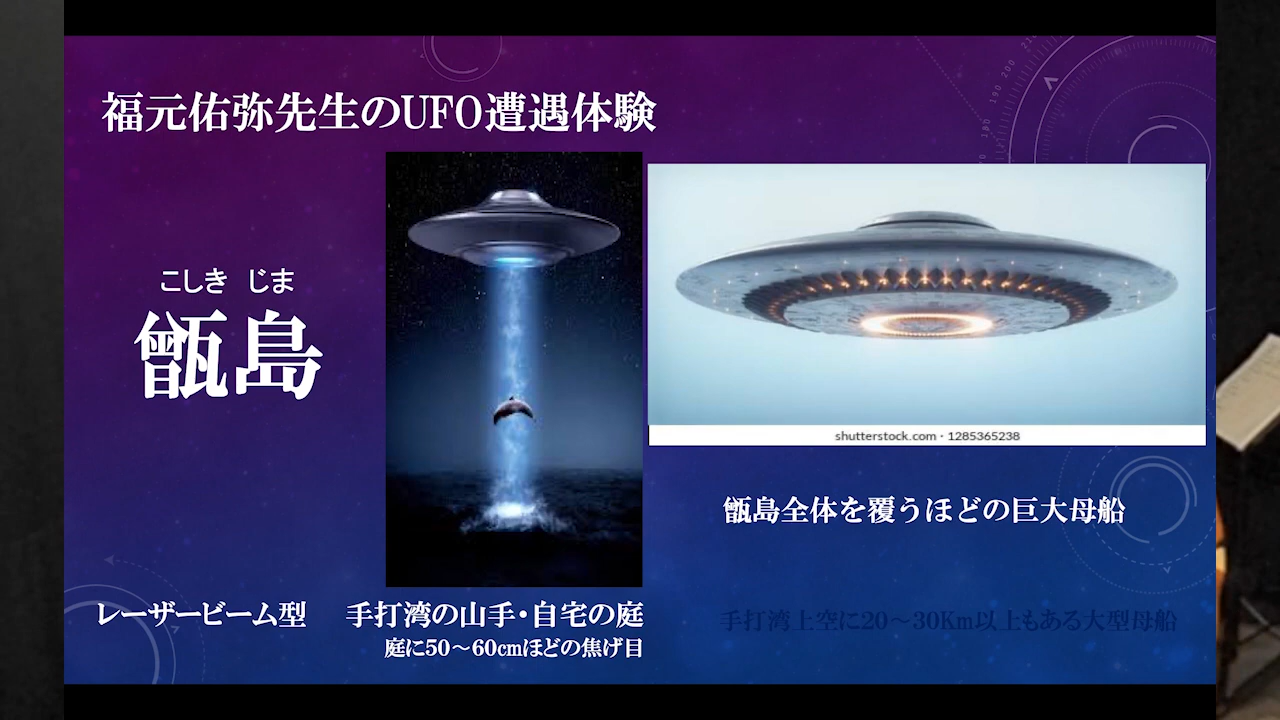 福元佑弥先生のUFO遭遇体験
こしき じま
甑島
shutterstock.com · 1285365238
甑島全体を覆うほどの巨大母船
レーザービーム型
手打湾の山手・自宅の庭
庭に50～60cmほどの焦げ目
手打湾上空に20～30Km以上もある大型母船
200
190
180